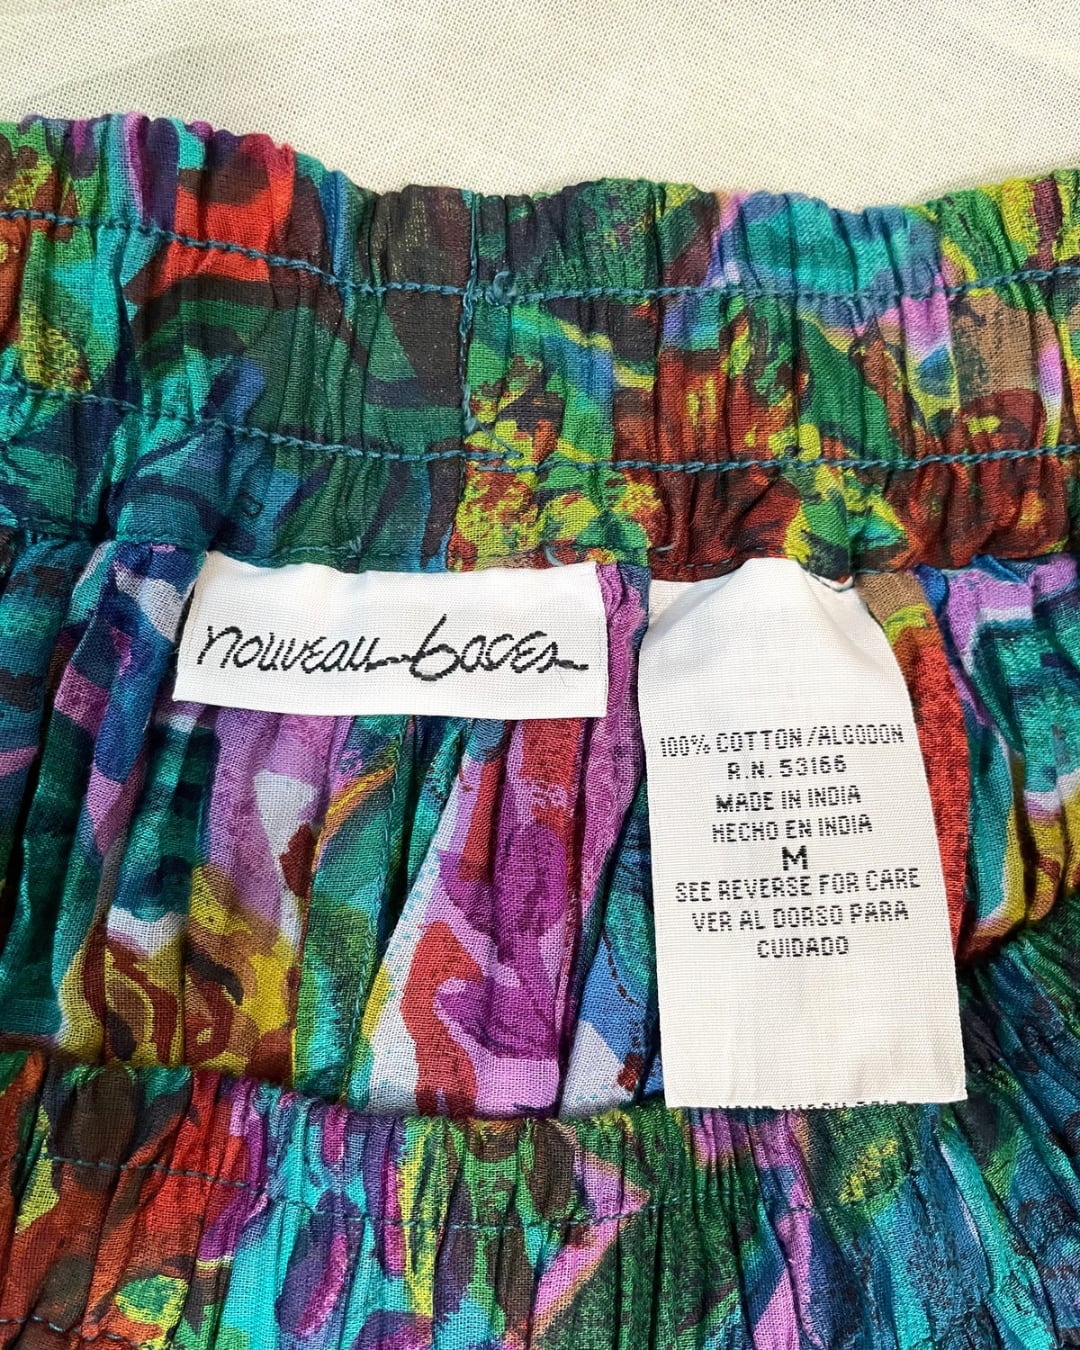 nouveau baces
100% COTTON/ALGODON
R.N. 53166
MADE IN INDIA
HECHO EN INDIA
M
SEE REVERSE FOR CARE
VER AL DORSO PARA
CUIDADO